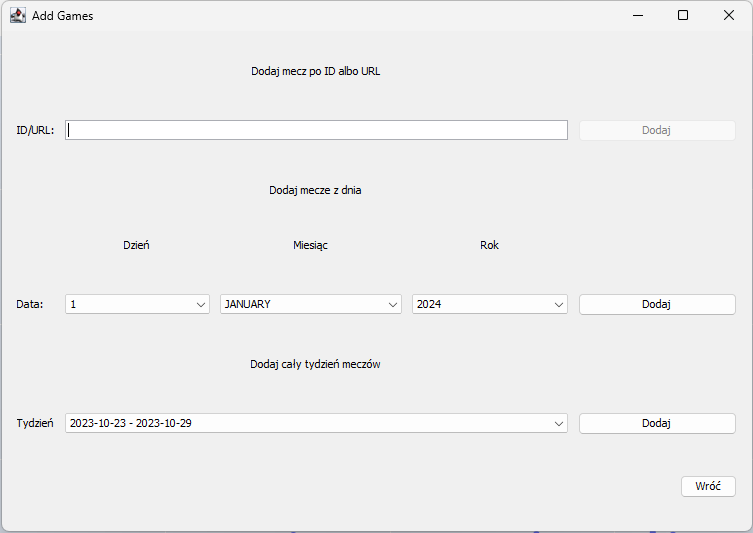 Add Games
Dodaj mecz po ID albo URL
ID/URL: Dodaj
Dodaj mecze z dnia
Dzień Miesiąc Rok
Data: 1 JANUARY 2024 Dodaj
Dodaj cały tydzień meczów
Tydzień 2023-10-23 - 2023-10-29 Dodaj
Wróć